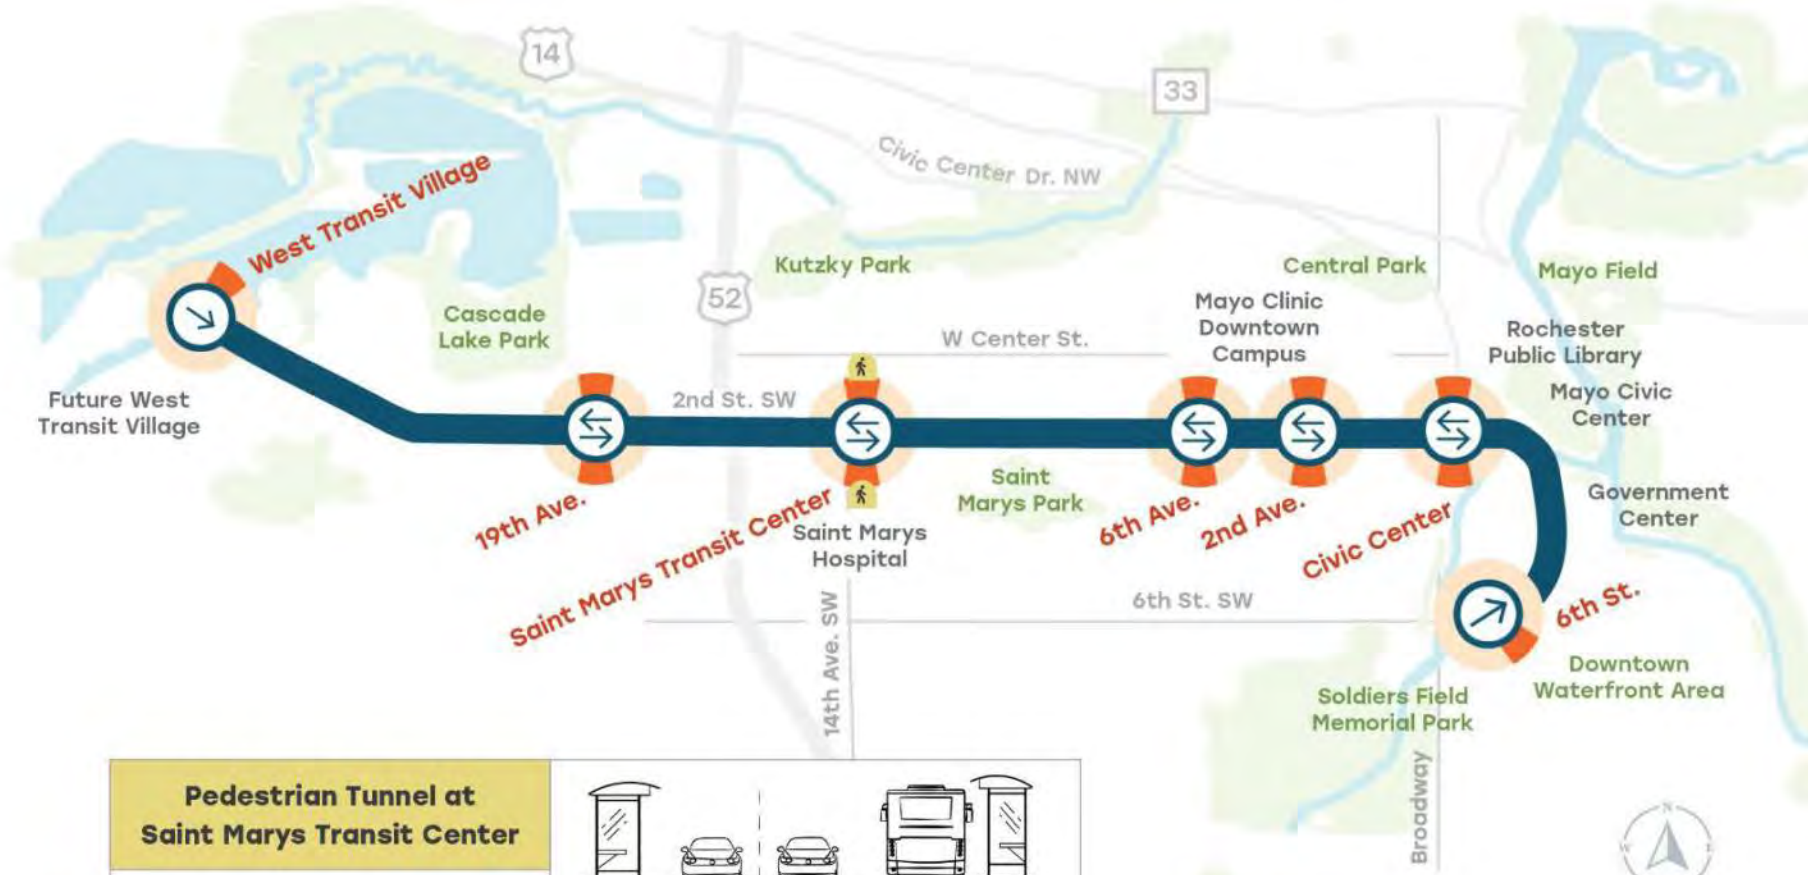 14
33
Civic Center Dr. NW
West Transit Village
Kutzky Park
Central Park
Mayo Field
52
Cascade
Lake Park
Mayo Clinic
Downtown
Campus
W Center St.
Rochester
Public Library
Future West
Transit Village
2nd St. SW
Mayo Civic
Center
Saint
Marys Park
Government
Center
19th Ave.
Saint Marys Transit Center
Saint Marys
Hospital
6th Ave.
2nd Ave.
Civic Center
6th St. SW
6th St.
14th Ave. SW
Downtown
Waterfront Area
Soldiers Field
Memorial Park
Broadway
Pedestrian Tunnel at
Saint Marys Transit Center
N
W
E